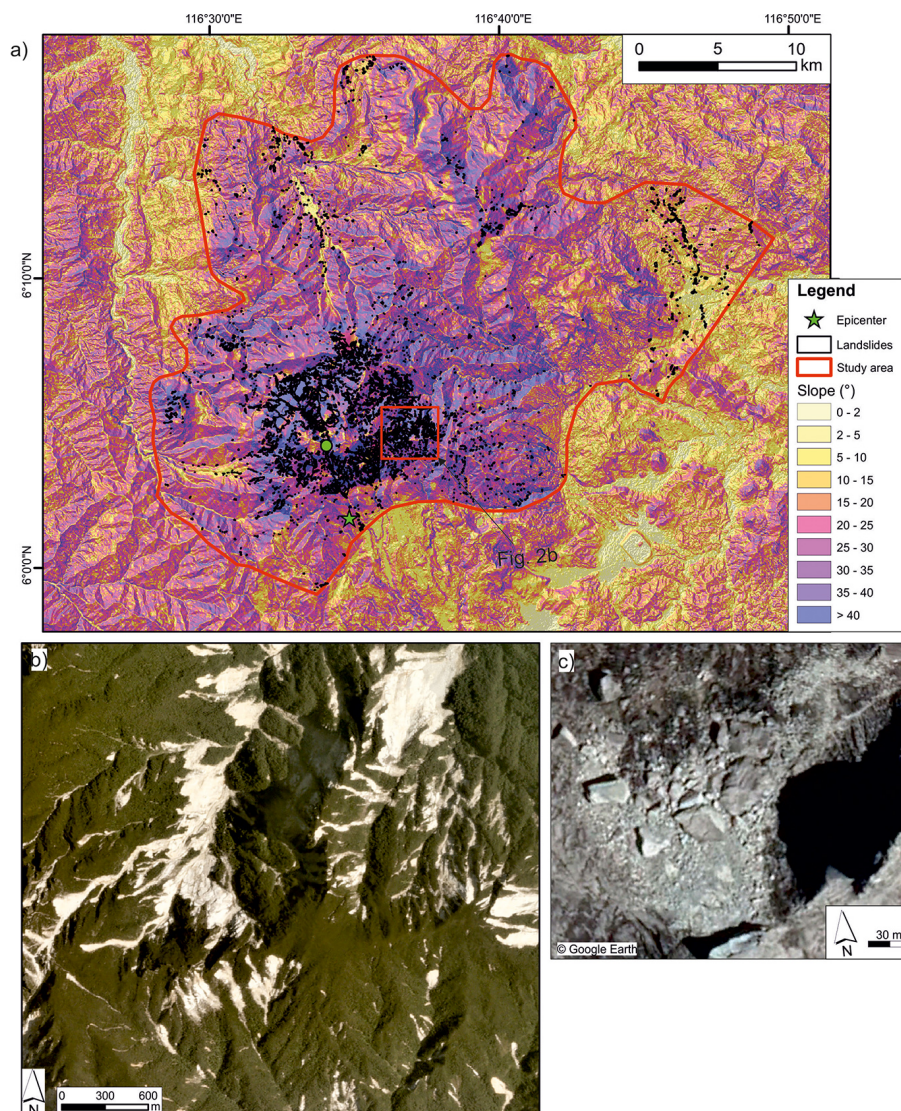 116°30'0"E
116°40'0"E
116°50'0"E
a)
0 5 10
km
6°10'0"N
6°0'0"N
Fig. 2b
Legend
Epicenter
Landslides
Study area
Slope (°)
0 - 2
2 - 5
5 - 10
10 - 15
15 - 20
20 - 25
25 - 30
30 - 35
35 - 40
> 40
b)
N
0 300 600
m
c)
© Google Earth
N
30 m